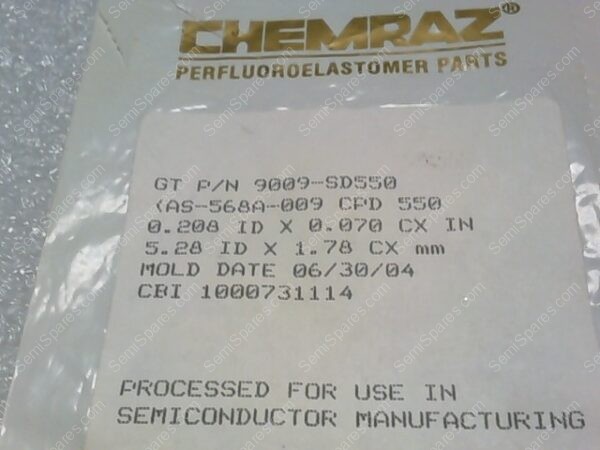 CHEMRAZ®
PERFLUOROELASTOMER PARTS
GT P/N 9009-SD550
(AS-568A-009 CPD 550
0.208 ID X 0.070 CX IN
5.28 ID X 1.78 CX mm
MOLD DATE 06/30/04
CBI 1000731114
PROCESSED FOR USE IN
SEMICONDUCTOR MANUFACTURING
SemiSpares.com